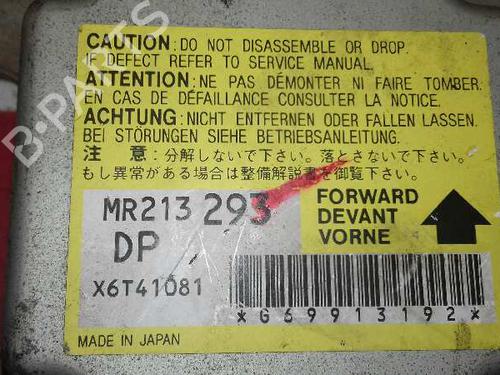 CAUTION: DO NOT DISASSEMBLE OR DROP.
IF DEFECT REFER TO SERVICE MANUAL.
ATTENTION: NE PAS DÉMONTER NI FAIRE TOMBER.
EN CAS DE DÉFAILLANCE CONSULTER LA NOTICE.
ACHTUNG: NICHT ENTFERNEN ODER FALLEN LASSEN.
BEI STÖRUNGEN SIEHE BETRIEBSANLEITUNG.
注 意:分解しないで下さい。落とさないで下さい。
もし異常がある場合は整備解説書を御覧下さい。
MR213 293
DP
X6T41081
FORWARD
DEVANT
VORNE
*G69913192*
MADE IN JAPAN
B-PARTS